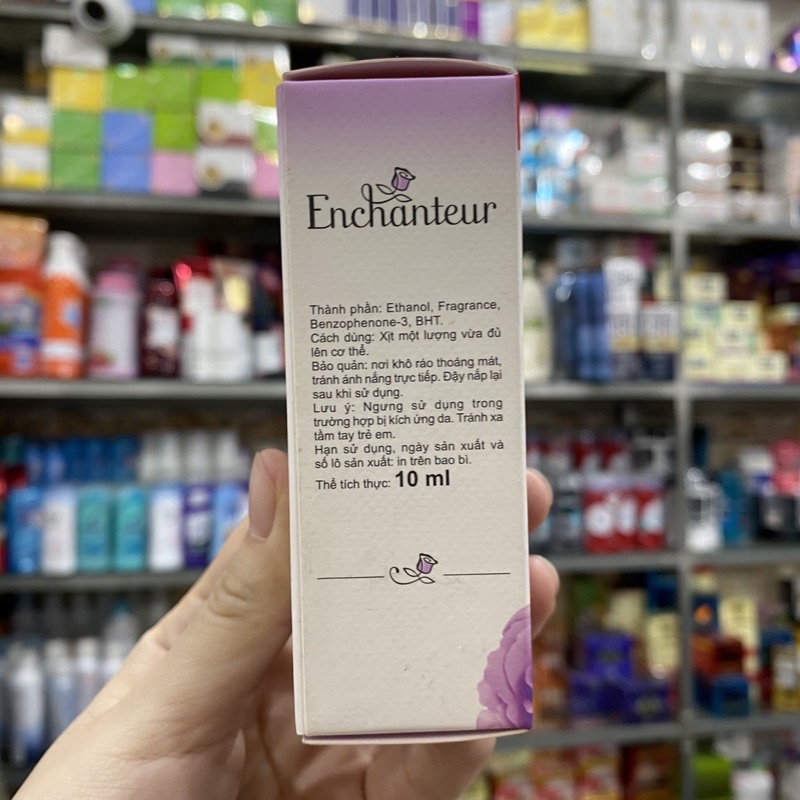 Enchanteur
Thành phần: Ethanol, Fragrance,
Benzophenone-3, BHT.
Cách dùng: Xịt một lượng vừa đủ
lên cơ thể.
Bảo quản: nơi khô ráo thoáng mát,
tránh ánh nắng trực tiếp. Đậy nắp lại
sau khi sử dụng.
Lưu ý: Ngưng sử dụng trong
trường hợp bị kích ứng da. Tránh xa
tầm tay trẻ em.
Hạn sử dụng, ngày sản xuất và
số lô sản xuất: in trên bao bì.
Thể tích thực: 10 ml